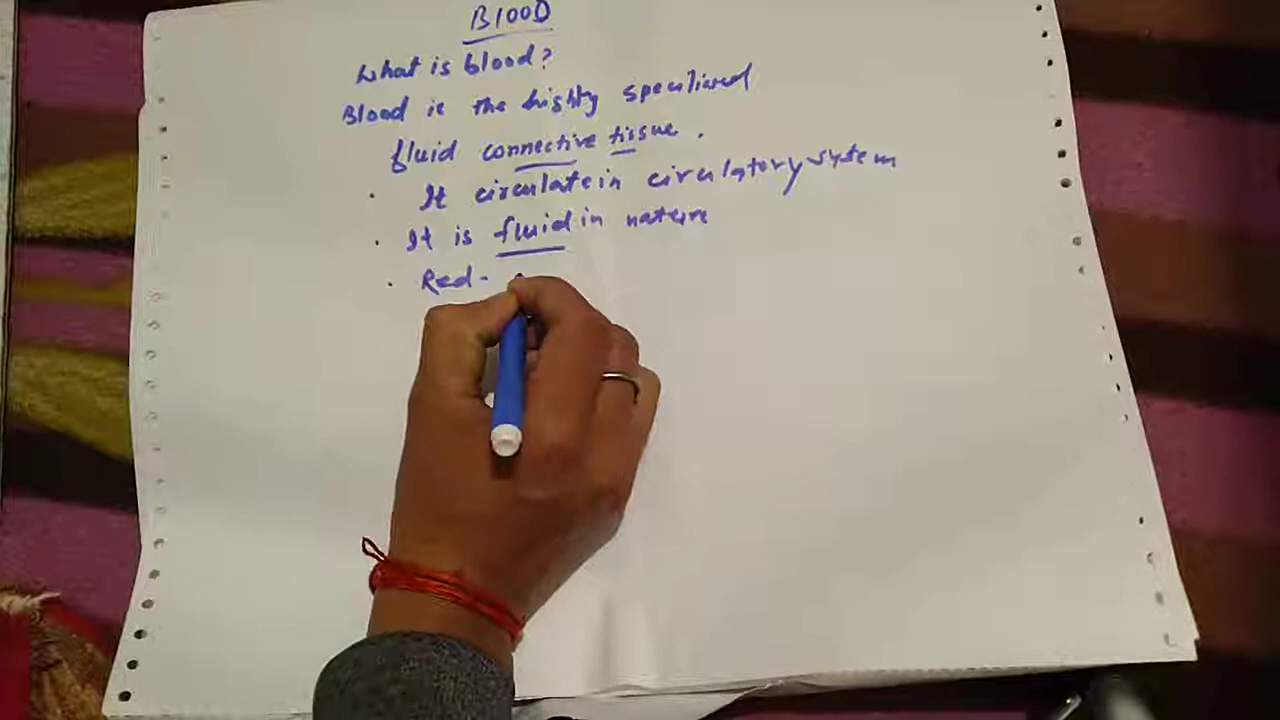 BlOOD
What is blood?
Blood is the highly specilized
fluid connective tissue .
. It circulate in circulatory system
. It is fluid in nature
. Red -